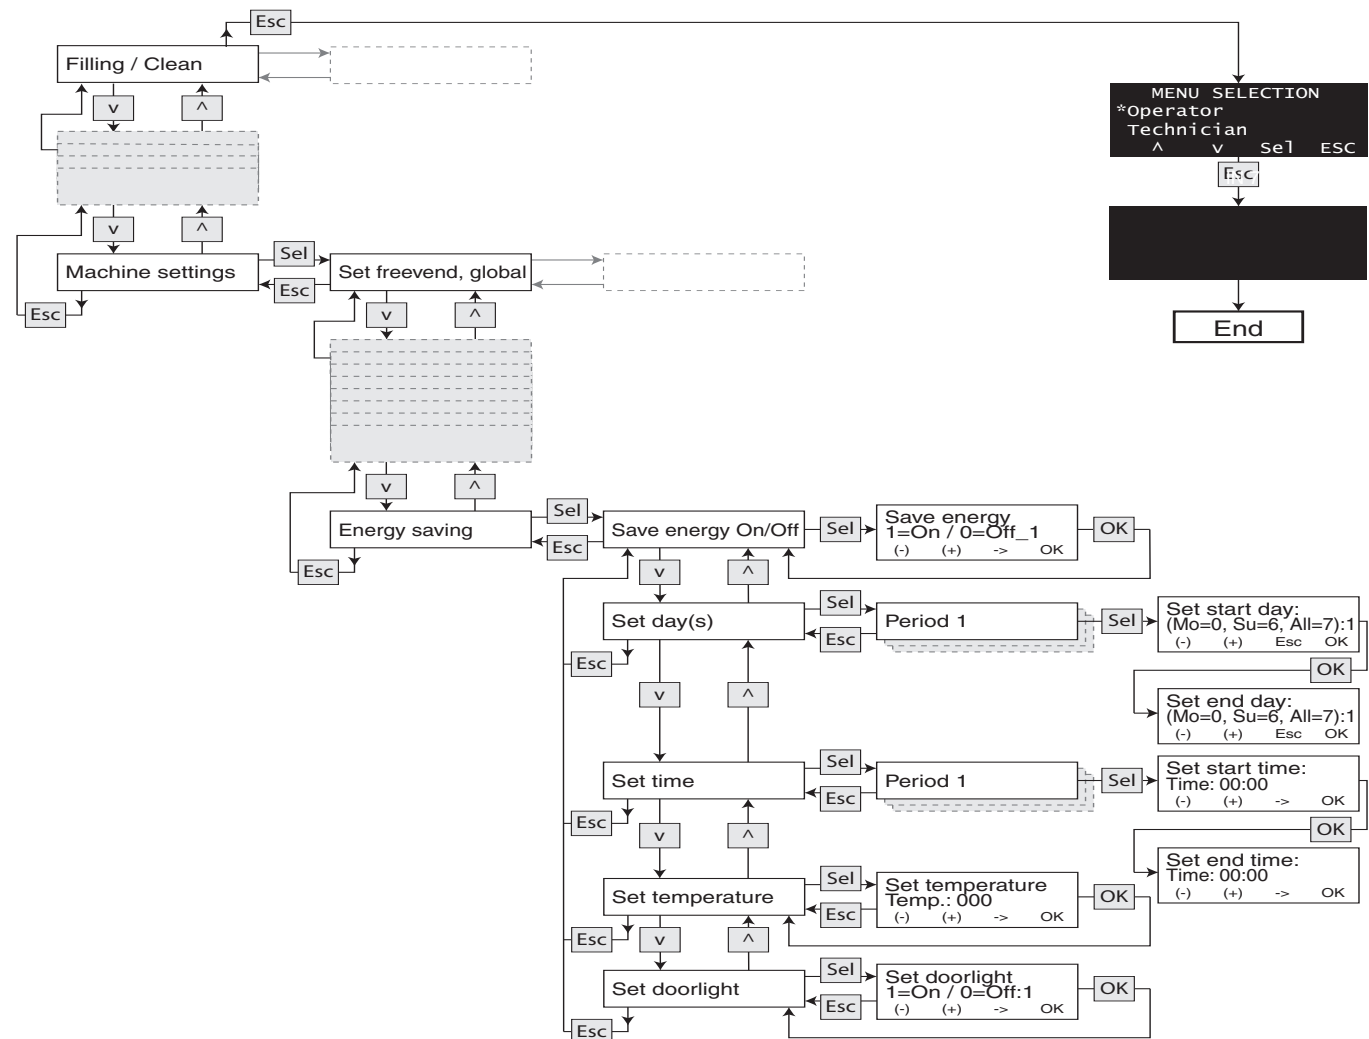 Esc
Filling / Clean
v ^
MENU SELECTION
*Operator
Technician
^ v Sel ESC
Esc
v ^
Machine settings
Sel
Esc
Set freevend, global
Esc
v ^
End
v ^
Energy saving
Sel
Esc
Save energy On/Off
Sel
Save energy
1=On / 0=Off_1
(-) (+) -> OK
OK
Esc
v ^
Set day(s)
Sel
Esc
Period 1
Sel
Set start day:
(Mo=0, Su=6, All=7):1
(-) (+) Esc OK
Esc
OK
v ^
Set end day:
(Mo=0, Su=6, All=7):1
(-) (+) Esc OK
Set time
Sel
Esc
Period 1
Sel
Set start time:
Time: 00:00
(-) (+) -> OK
Esc
OK
v ^
Set end time:
Time: 00:00
(-) (+) -> OK
Set temperature
Sel
Esc
Set temperature
Temp.: 000
(-) (+) -> OK
OK
Esc
v ^
Set doorlight
Sel
Esc
Set doorlight
1=On / 0=Off:1
(-) (+) -> OK
OK
Esc